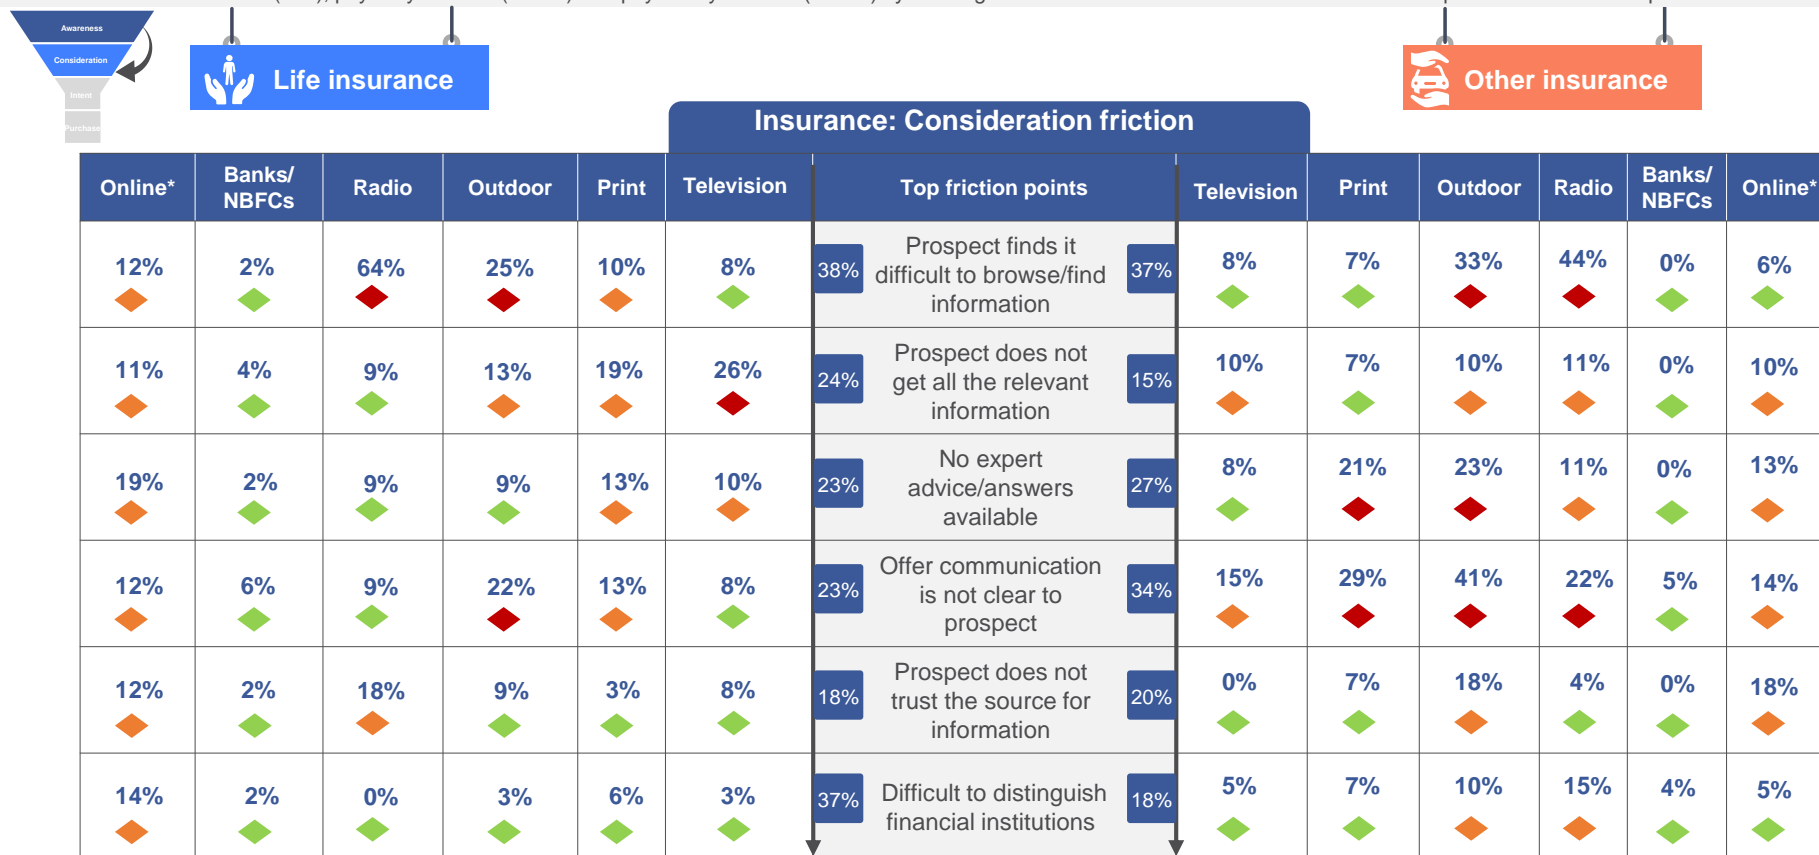 Awareness
Consideration
Intent
Purchase
Life insurance
Other insurance
Insurance: Consideration friction
Online* Banks/ NBFCs Radio Outdoor Print Television Top friction points Television Print Outdoor Radio Banks/ NBFCs Online*
12% 2% 64% 25% 10% 8% 38% Prospect finds it difficult to browse/find information 37% 8% 7% 33% 44% 0% 6%
11% 4% 9% 13% 19% 26% 24% Prospect does not get all the relevant information 15% 10% 7% 10% 11% 0% 10%
19% 2% 9% 9% 13% 10% 23% No expert advice/answers available 27% 8% 21% 23% 11% 0% 13%
12% 6% 9% 22% 13% 8% 23% Offer communication is not clear to prospect 34% 15% 29% 41% 22% 5% 14%
12% 2% 18% 9% 3% 8% 18% Prospect does not trust the source for information 20% 0% 7% 18% 4% 0% 18%
14% 2% 0% 3% 6% 3% 37% Difficult to distinguish financial institutions 18% 5% 7% 10% 15% 4% 5%